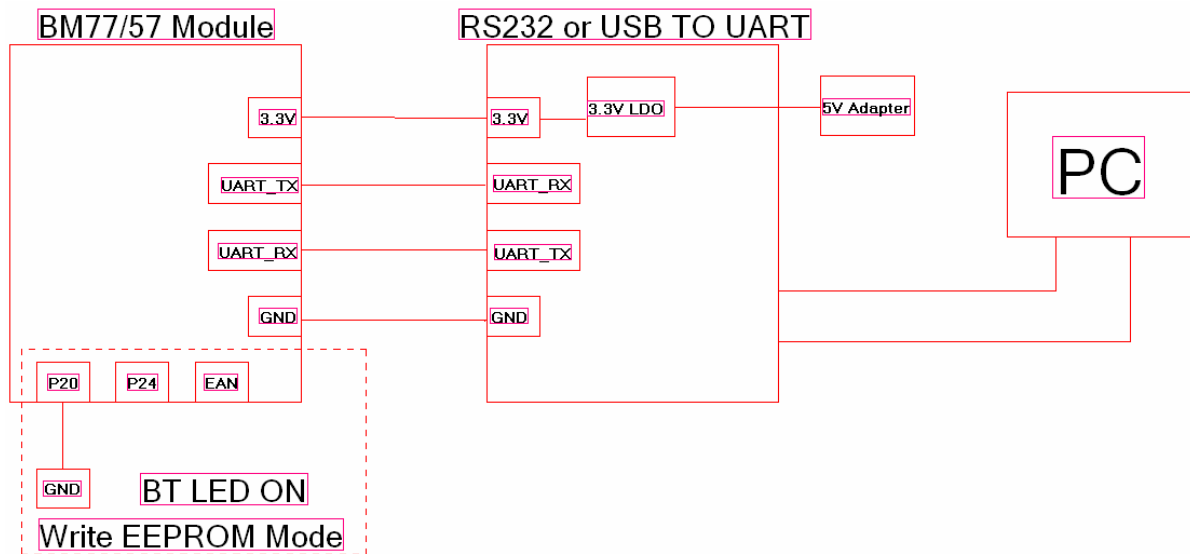 BM77/57 Module
RS232 or USB TO UART
3.3V
3.3V
3.3V LDO
5V Adapter
PC
UART_TX
UART_RX
UART_RX
UART_TX
GND
GND
P20
P24
EAN
GND
BT LED ON
Write EEPROM Mode